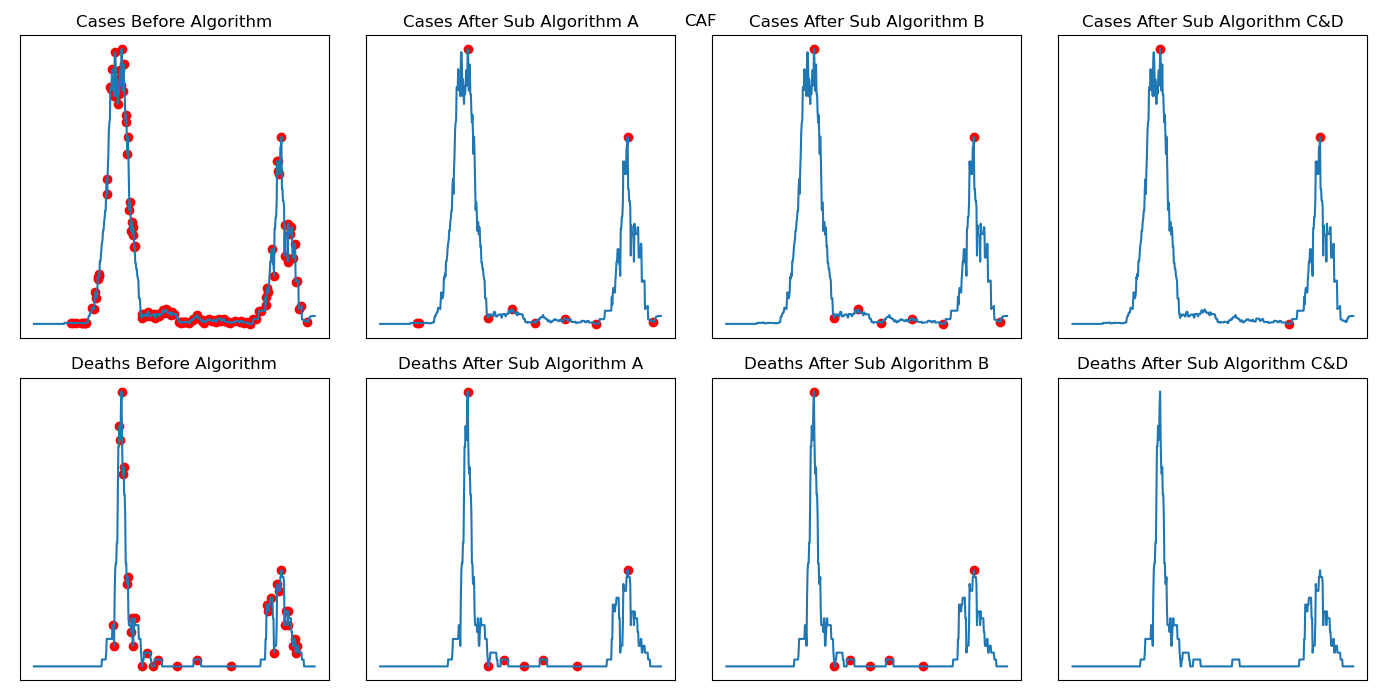 CAF
Cases Before Algorithm
Cases After Sub Algorithm A
Cases After Sub Algorithm B
Cases After Sub Algorithm C&D
Deaths Before Algorithm
Deaths After Sub Algorithm A
Deaths After Sub Algorithm B
Deaths After Sub Algorithm C&D